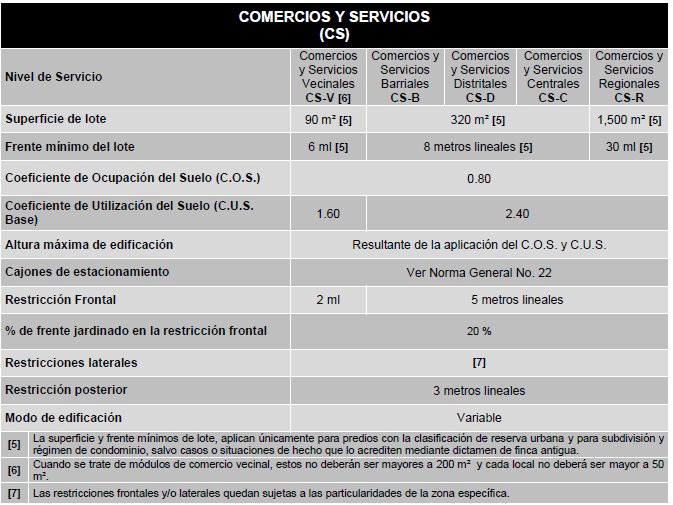 COMERCIOS Y SERVICIOS
(CS)
Nivel de Servicio
Comercios y Servicios Vecinales CS-V [6]
Comercios y Servicios Barriales CS-B
Comercios y Servicios Distritales CS-D
Comercios y Servicios Centrales CS-C
Comercios y Servicios Regionales CS-R
Superficie de lote 90 m² [5] 320 m² [5] 1,500 m² [5]
Frente mínimo del lote 6 ml [5] 8 metros lineales [5] 30 ml [5]
Coeficiente de Ocupación del Suelo (C.O.S.) 0.80
Coeficiente de Utilización del Suelo (C.U.S. Base) 1.60 2.40
Altura máxima de edificación Resultante de la aplicación del C.O.S. y C.U.S.
Cajones de estacionamiento Ver Norma General No. 22
Restricción Frontal 2 ml 5 metros lineales
% de frente jardinado en la restricción frontal 20 %
Restricciones laterales [7]
Restricción posterior 3 metros lineales
Modo de edificación Variable
[5] La superficie y frente mínimos de lote, aplican únicamente para predios con la clasificación de reserva urbana y para subdivisión y
régimen de condominio, salvo casos o situaciones de hecho que lo acrediten mediante dictamen de finca antigua.
[6] Cuando se trate de módulos de comercio vecinal, estos no deberán ser mayores a 200 m² y cada local no deberá ser mayor a 50
m².
[7] Las restricciones frontales y/o laterales quedan sujetas a las particularidades de la zona específica.